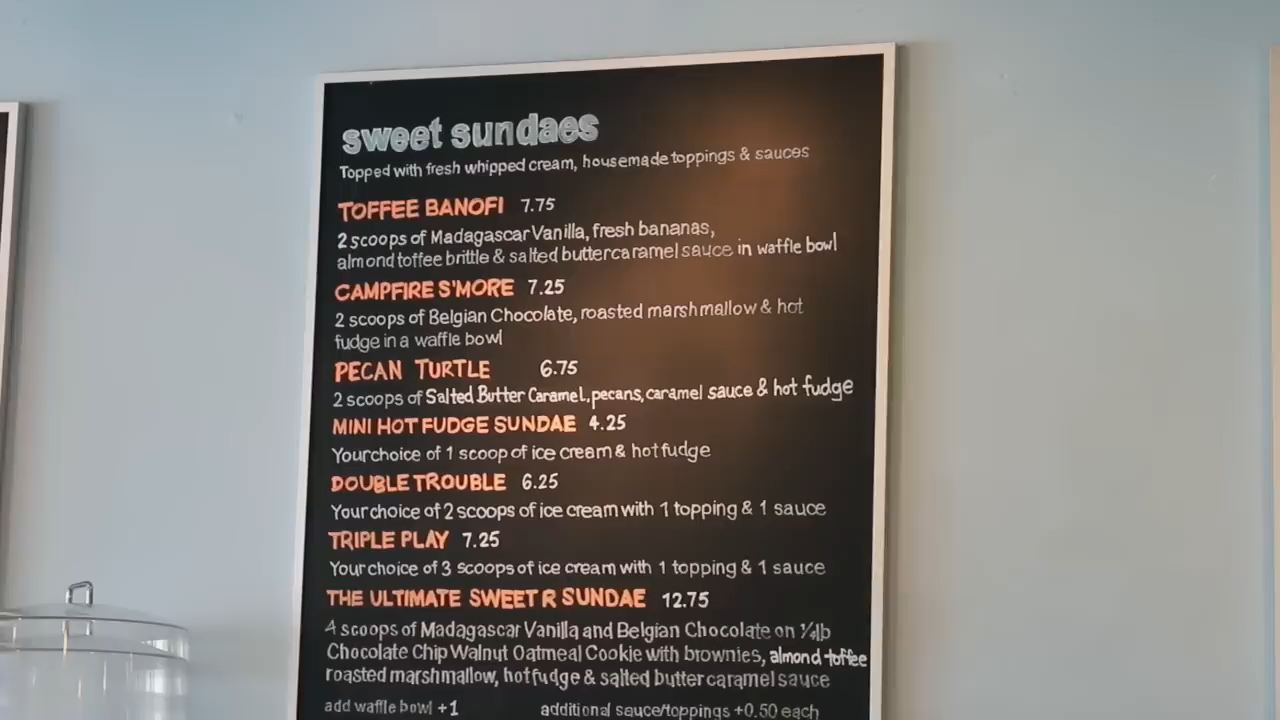 sweet sundaes
Topped with fresh whipped cream, housemade toppings & sauces
TOFFEE BANOFI 7.75
2 scoops of Madagascar Vanilla, fresh bananas,
almond toffee brittle & salted butter caramel sauce in waffle bowl
CAMPFIRE S'MORE 7.25
2 scoops of Belgian Chocolate, roasted marshmallow & hot
fudge in a waffle bowl
PECAN TURTLE 6.75
2 scoops of Salted Butter Caramel, pecans, caramel sauce & hot fudge
MINI HOT FUDGE SUNDAE 4.25
Your choice of 1 scoop of ice cream & hot fudge
DOUBLE TROUBLE 6.25
Your choice of 2 scoops of ice cream with 1 topping & 1 sauce
TRIPLE PLAY 7.25
Your choice of 3 scoops of ice cream with 1 topping & 1 sauce
THE ULTIMATE SWEET R SUNDAE 12.75
4 scoops of Madagascar Vanilla and Belgian Chocolate on ¼lb
Chocolate Chip Walnut Oatmeal Cookie with brownies, almond toffee
roasted marshmallow, hot fudge & salted butter caramel sauce
add waffle bowl +1 additional sauce/toppings +0.50 each